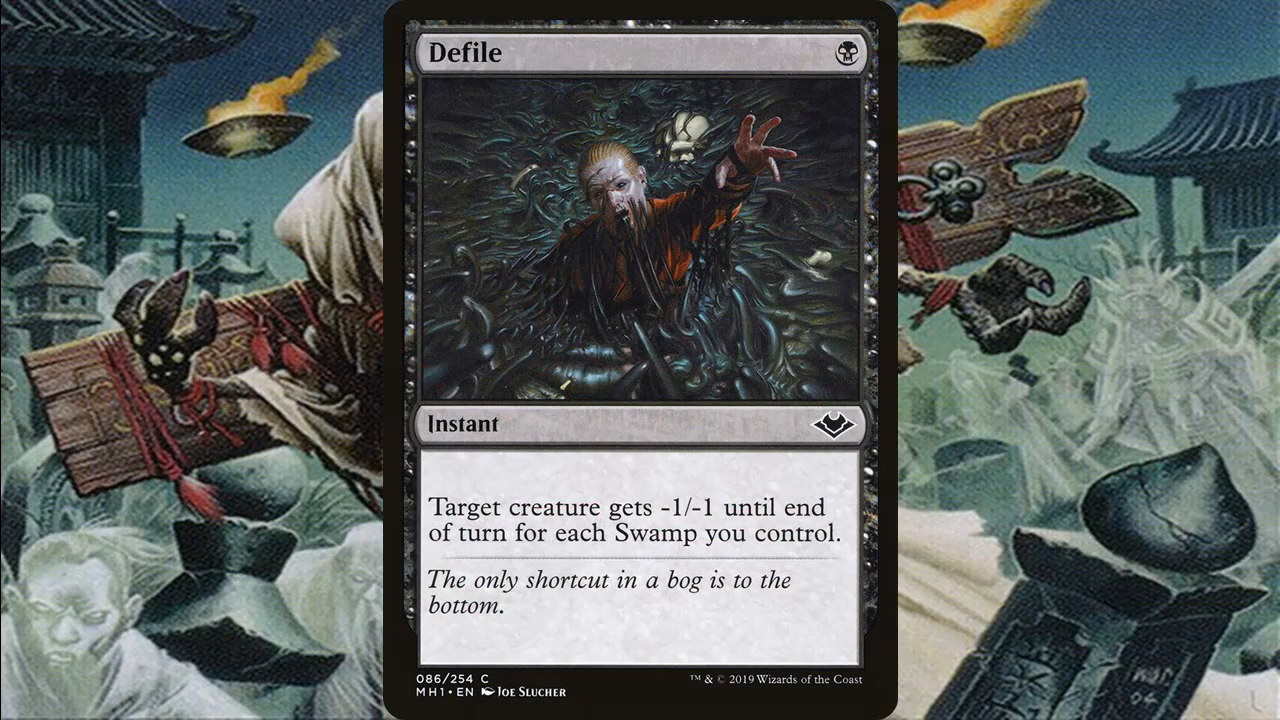 Defile
Instant
Target creature gets -1/-1 until end
of turn for each Swamp you control.
The only shortcut in a bog is to the
bottom.
086/254 C
MH1•EN Joe Slucher
™ & © 2019 Wizards of the Coast